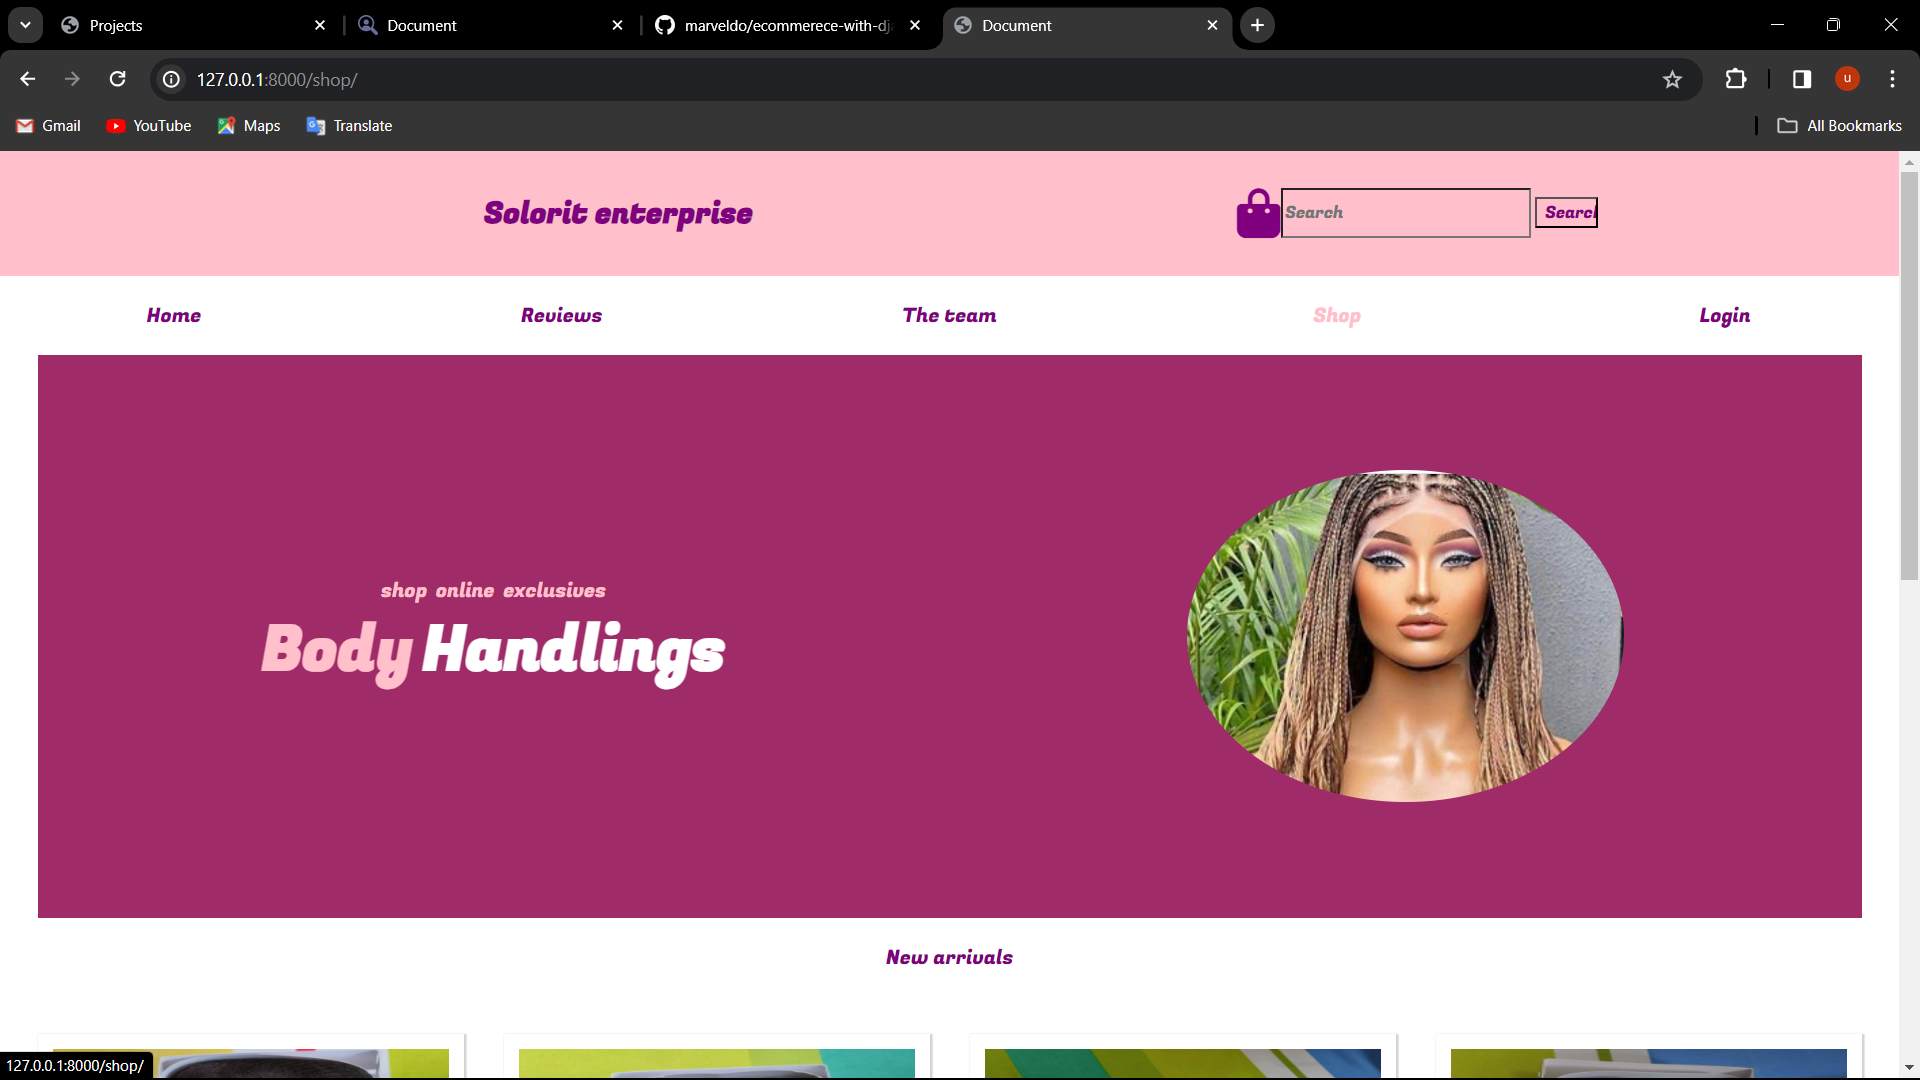 Projects
Document
marveldo/ecommerece-with-dj
Document
127.0.0.1:8000/shop/
u
Gmail
YouTube
Maps
Translate
All Bookmarks
Solorit enterprise
Search
Search
Home
Reviews
The team
Shop
Login
shop online exclusives
Body Handlings
New arrivals
127.0.0.1:8000/shop/